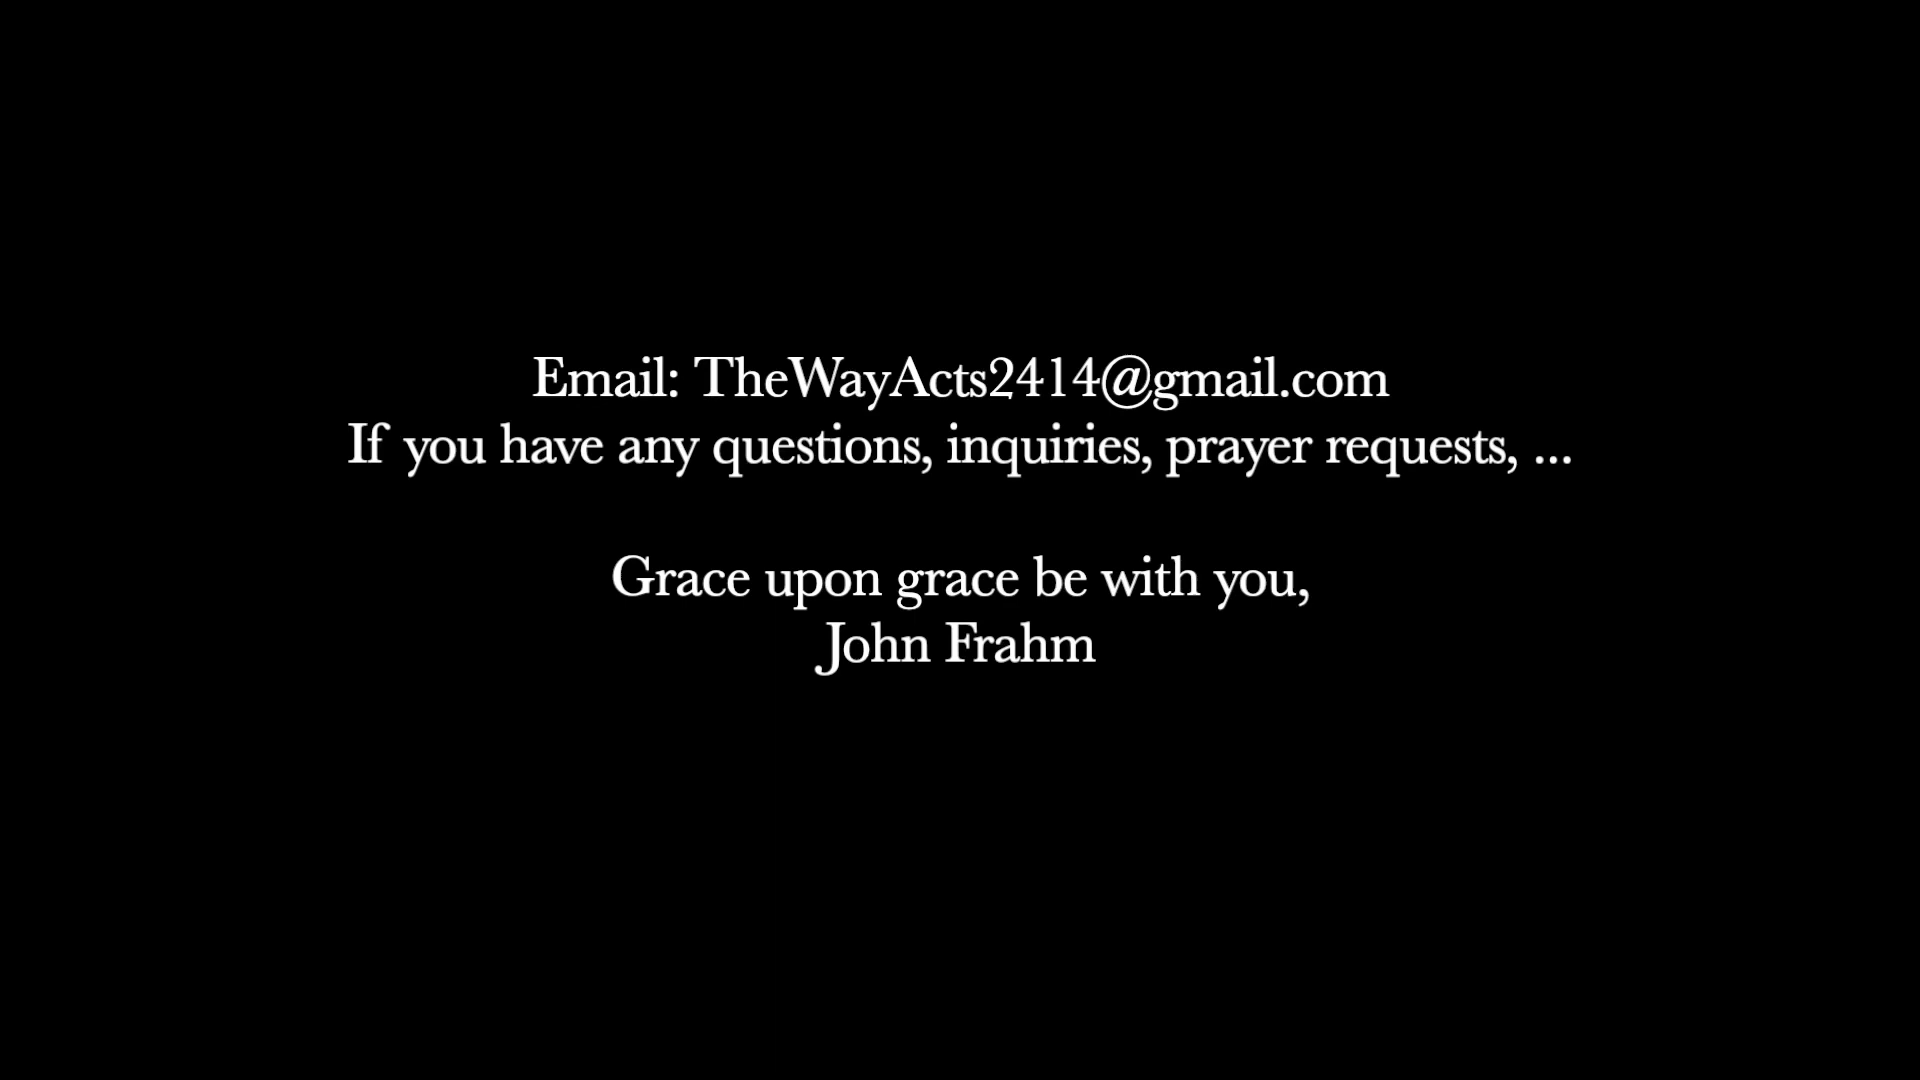 Email: TheWayActs2414@gmail.com
If you have any questions, inquiries, prayer requests, ...
Grace upon grace be with you,
John Frahm